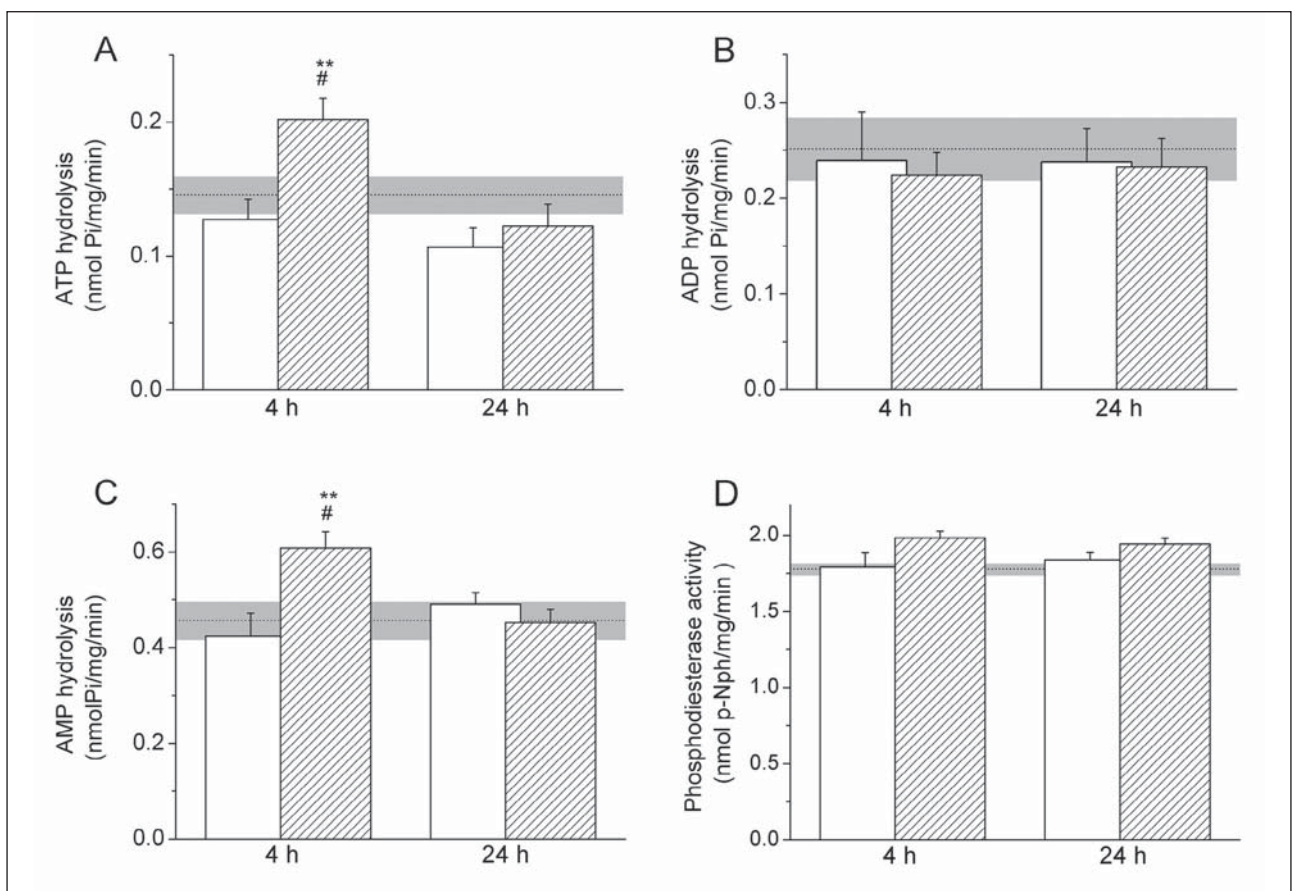 A
ATP hydrolysis
(nmol Pi/mg/min)
0.2
0.1
0.0
**
#
4 h
24 h
B
ADP hydrolysis
(nmol Pi/mg/min)
0.3
0.2
0.1
0.0
4 h
24 h
C
AMP hydrolysis
(nmolPi/mg/min)
0.6
0.4
0.2
0.0
**
#
4 h
24 h
D
Phosphodiesterase activity
(nmol p-Nph/mg/min )
2.0
1.5
1.0
0.5
0.0
4 h
24 h